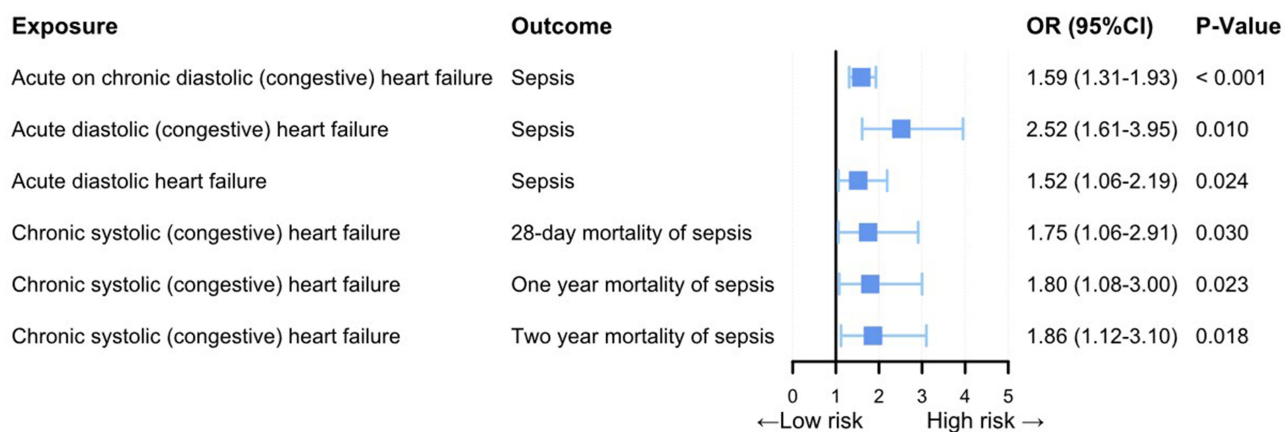 Exposure Outcome OR (95%CI) P-Value
Acute on chronic diastolic (congestive) heart failure Sepsis 1.59 (1.31-1.93) < 0.001
Acute diastolic (congestive) heart failure Sepsis 2.52 (1.61-3.95) 0.010
Acute diastolic heart failure Sepsis 1.52 (1.06-2.19) 0.024
Chronic systolic (congestive) heart failure 28-day mortality of sepsis 1.75 (1.06-2.91) 0.030
Chronic systolic (congestive) heart failure One year mortality of sepsis 1.80 (1.08-3.00) 0.023
Chronic systolic (congestive) heart failure Two year mortality of sepsis 1.86 (1.12-3.10) 0.018
0 1 2 3 4 5
←Low risk High risk →